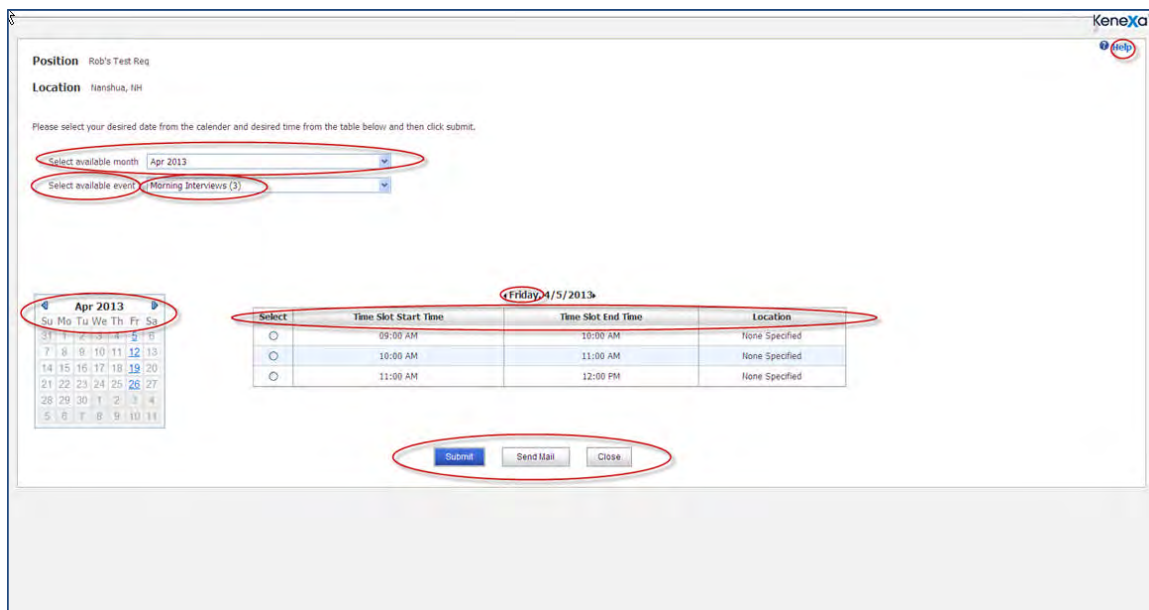 Kenexa
Help
Position Rob's Test Req
Location Nanshua, NH
Please select your desired date from the calender and desired time from the table below and then click submit.
Select available month Apr 2013
Select available event Morning Interviews (3)
Friday, 4/5/2013
Apr 2013
Su Mo Tu We Th Fr Sa
31 1 2 3 4 5 6
7 8 9 10 11 12 13
14 15 16 17 18 19 20
21 22 23 24 25 26 27
28 29 30 1 2 3 4
5 6 7 8 9 10 11
Select Time Slot Start Time Time Slot End Time Location
09:00 AM 10:00 AM None Specified
10:00 AM 11:00 AM None Specified
11:00 AM 12:00 PM None Specified
Submit Send Mail Close